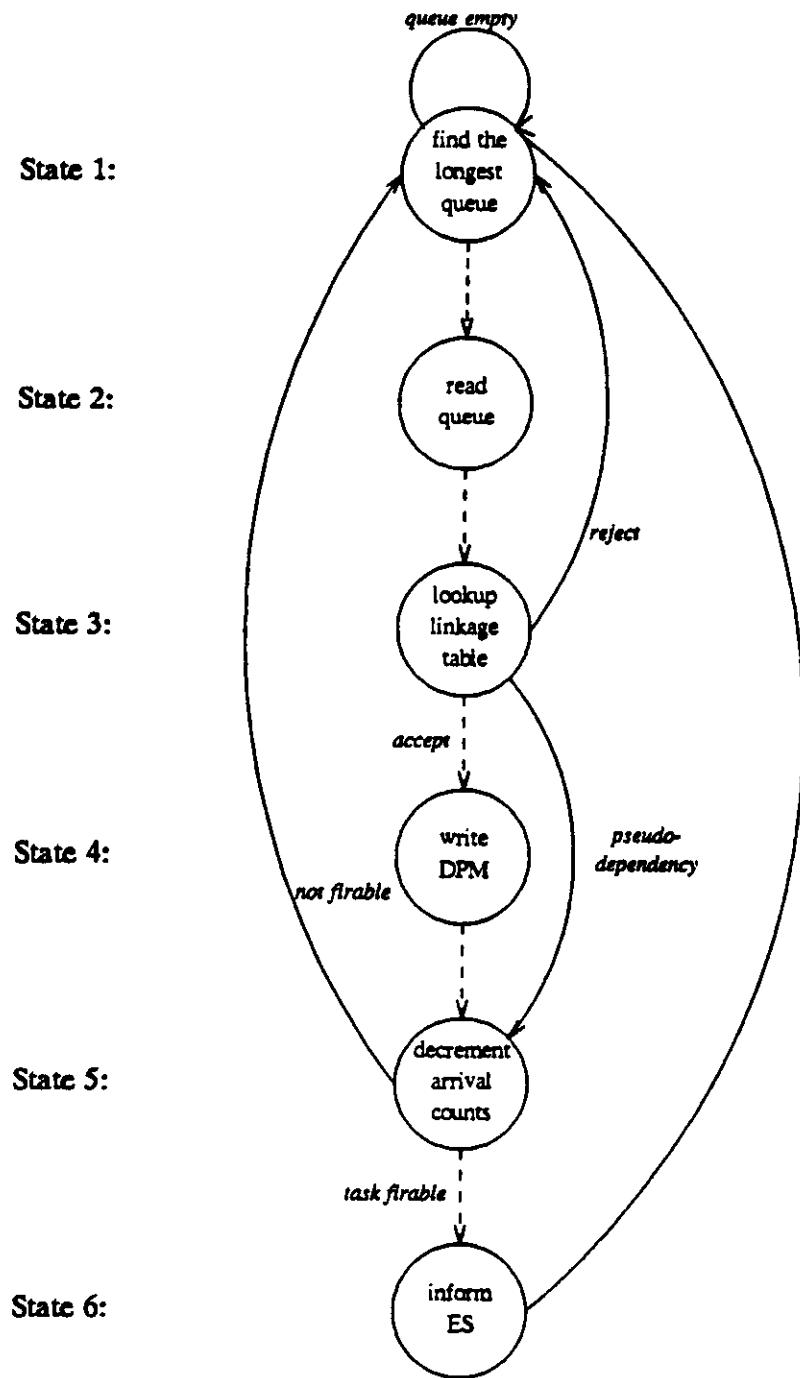 queue empty
State 1:
find the
longest
queue
State 2:
read
queue
reject
State 3:
lookup
linkage
table
accept
State 4:
write
DPM
pseudo-
dependency
not firable
State 5:
decrement
arrival
counts
task firable
State 6:
inform
ES